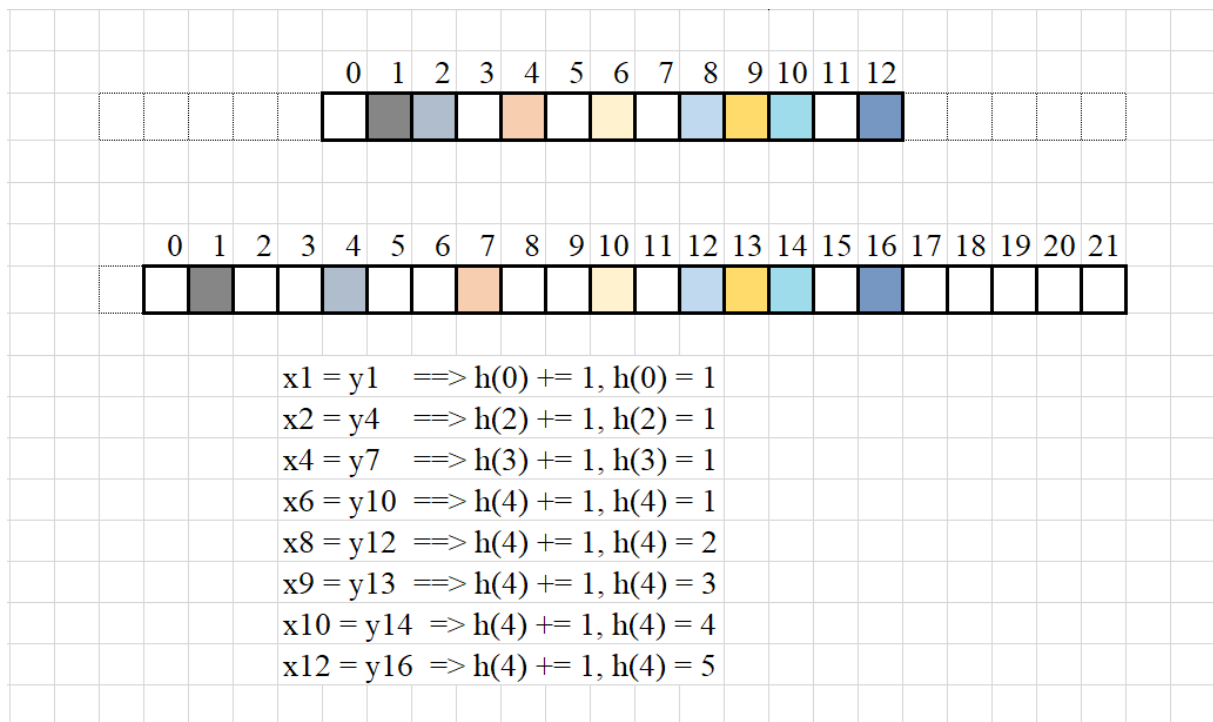 0 1 2 3 4 5 6 7 8 9 10 11 12
0 1 2 3 4 5 6 7 8 9 10 11 12 13 14 15 16 17 18 19 20 21
x1 = y1 ==> h(0) += 1, h(0) = 1
x2 = y4 ==> h(2) += 1, h(2) = 1
x4 = y7 ==> h(3) += 1, h(3) = 1
x6 = y10 ==> h(4) += 1, h(4) = 1
x8 = y12 ==> h(4) += 1, h(4) = 2
x9 = y13 ==> h(4) += 1, h(4) = 3
x10 = y14 => h(4) += 1, h(4) = 4
x12 = y16 => h(4) += 1, h(4) = 5